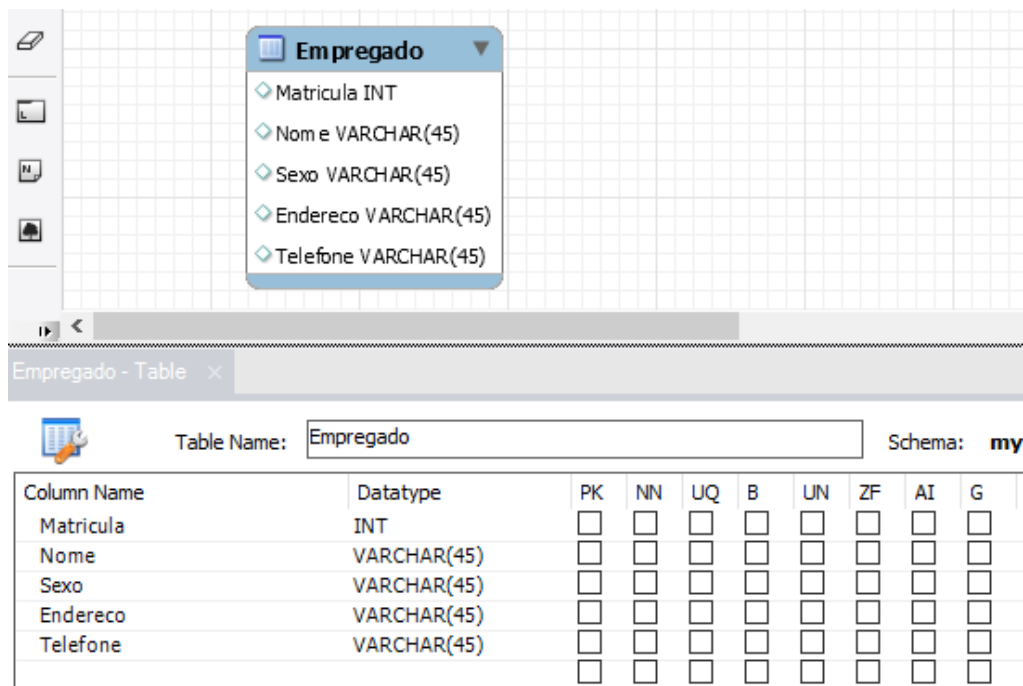 Empregado
Matricula INT
Nome VARCHAR(45)
Sexo VARCHAR(45)
Endereco VARCHAR(45)
Telefone VARCHAR(45)
Empregado - Table
Table Name: Empregado Schema: my
Column Name Datatype PK NN UQ B UN ZF AI G
Matricula INT
Nome VARCHAR(45)
Sexo VARCHAR(45)
Endereco VARCHAR(45)
Telefone VARCHAR(45)